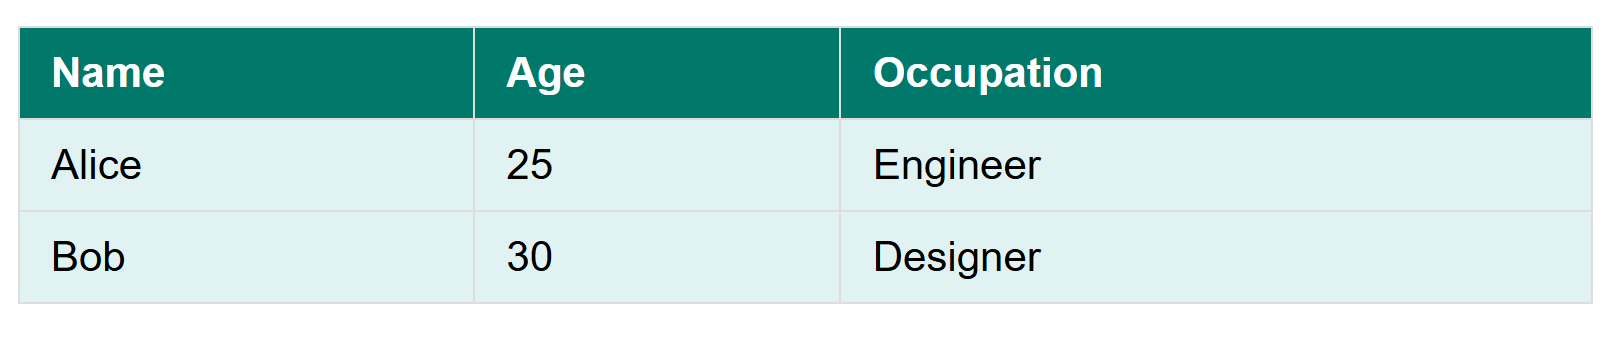 Name Age Occupation
Alice 25 Engineer
Bob 30 Designer